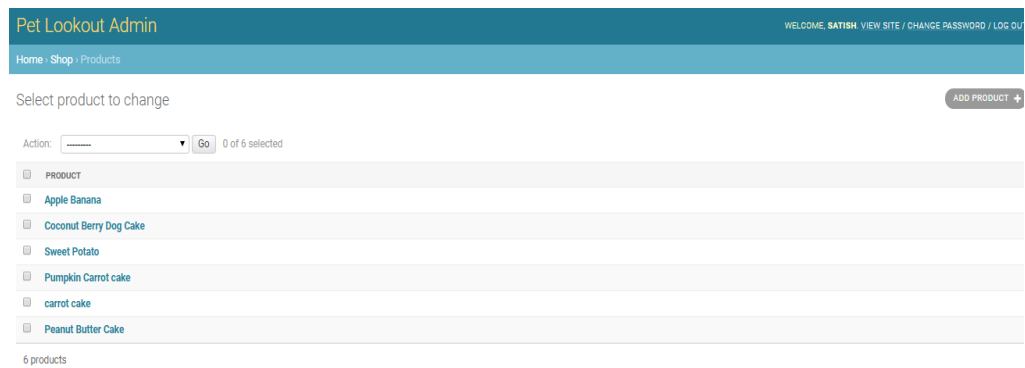 Pet Lookout Admin
WELCOME, SATISH. VIEW SITE / CHANGE PASSWORD / LOG OUT
Home › Shop › Products
Select product to change
ADD PRODUCT +
Action: --------- Go 0 of 6 selected
PRODUCT
Apple Banana
Coconut Berry Dog Cake
Sweet Potato
Pumpkin Carrot cake
carrot cake
Peanut Butter Cake
6 products